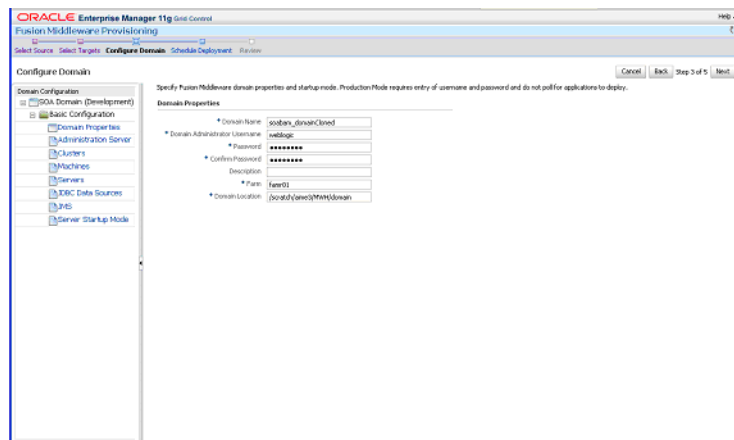 ORACLE Enterprise Manager 11g Grid Control
Help
Fusion Middleware Provisioning
Select Source Select Targets Configure Domain Schedule Deployment Review
Configure Domain
Cancel Back Step 3 of 5 Next
Domain Configuration
SOA Domain (Development)
Basic Configuration
Domain Properties
Administration Server
Clusters
Machines
Servers
JDBC Data Sources
JMS
Server Startup Mode
Specify Fusion Middleware domain properties and startup mode. Production Mode requires entry of username and password and do not poll for applications to deploy.
Domain Properties
* Domain Name soabam_domainCloned
* Domain Administrator Username weblogic
* Password ••••••••
* Confirm Password ••••••••
Description
* Farm
* Domain Location /scratch/ame3/MWH/domain